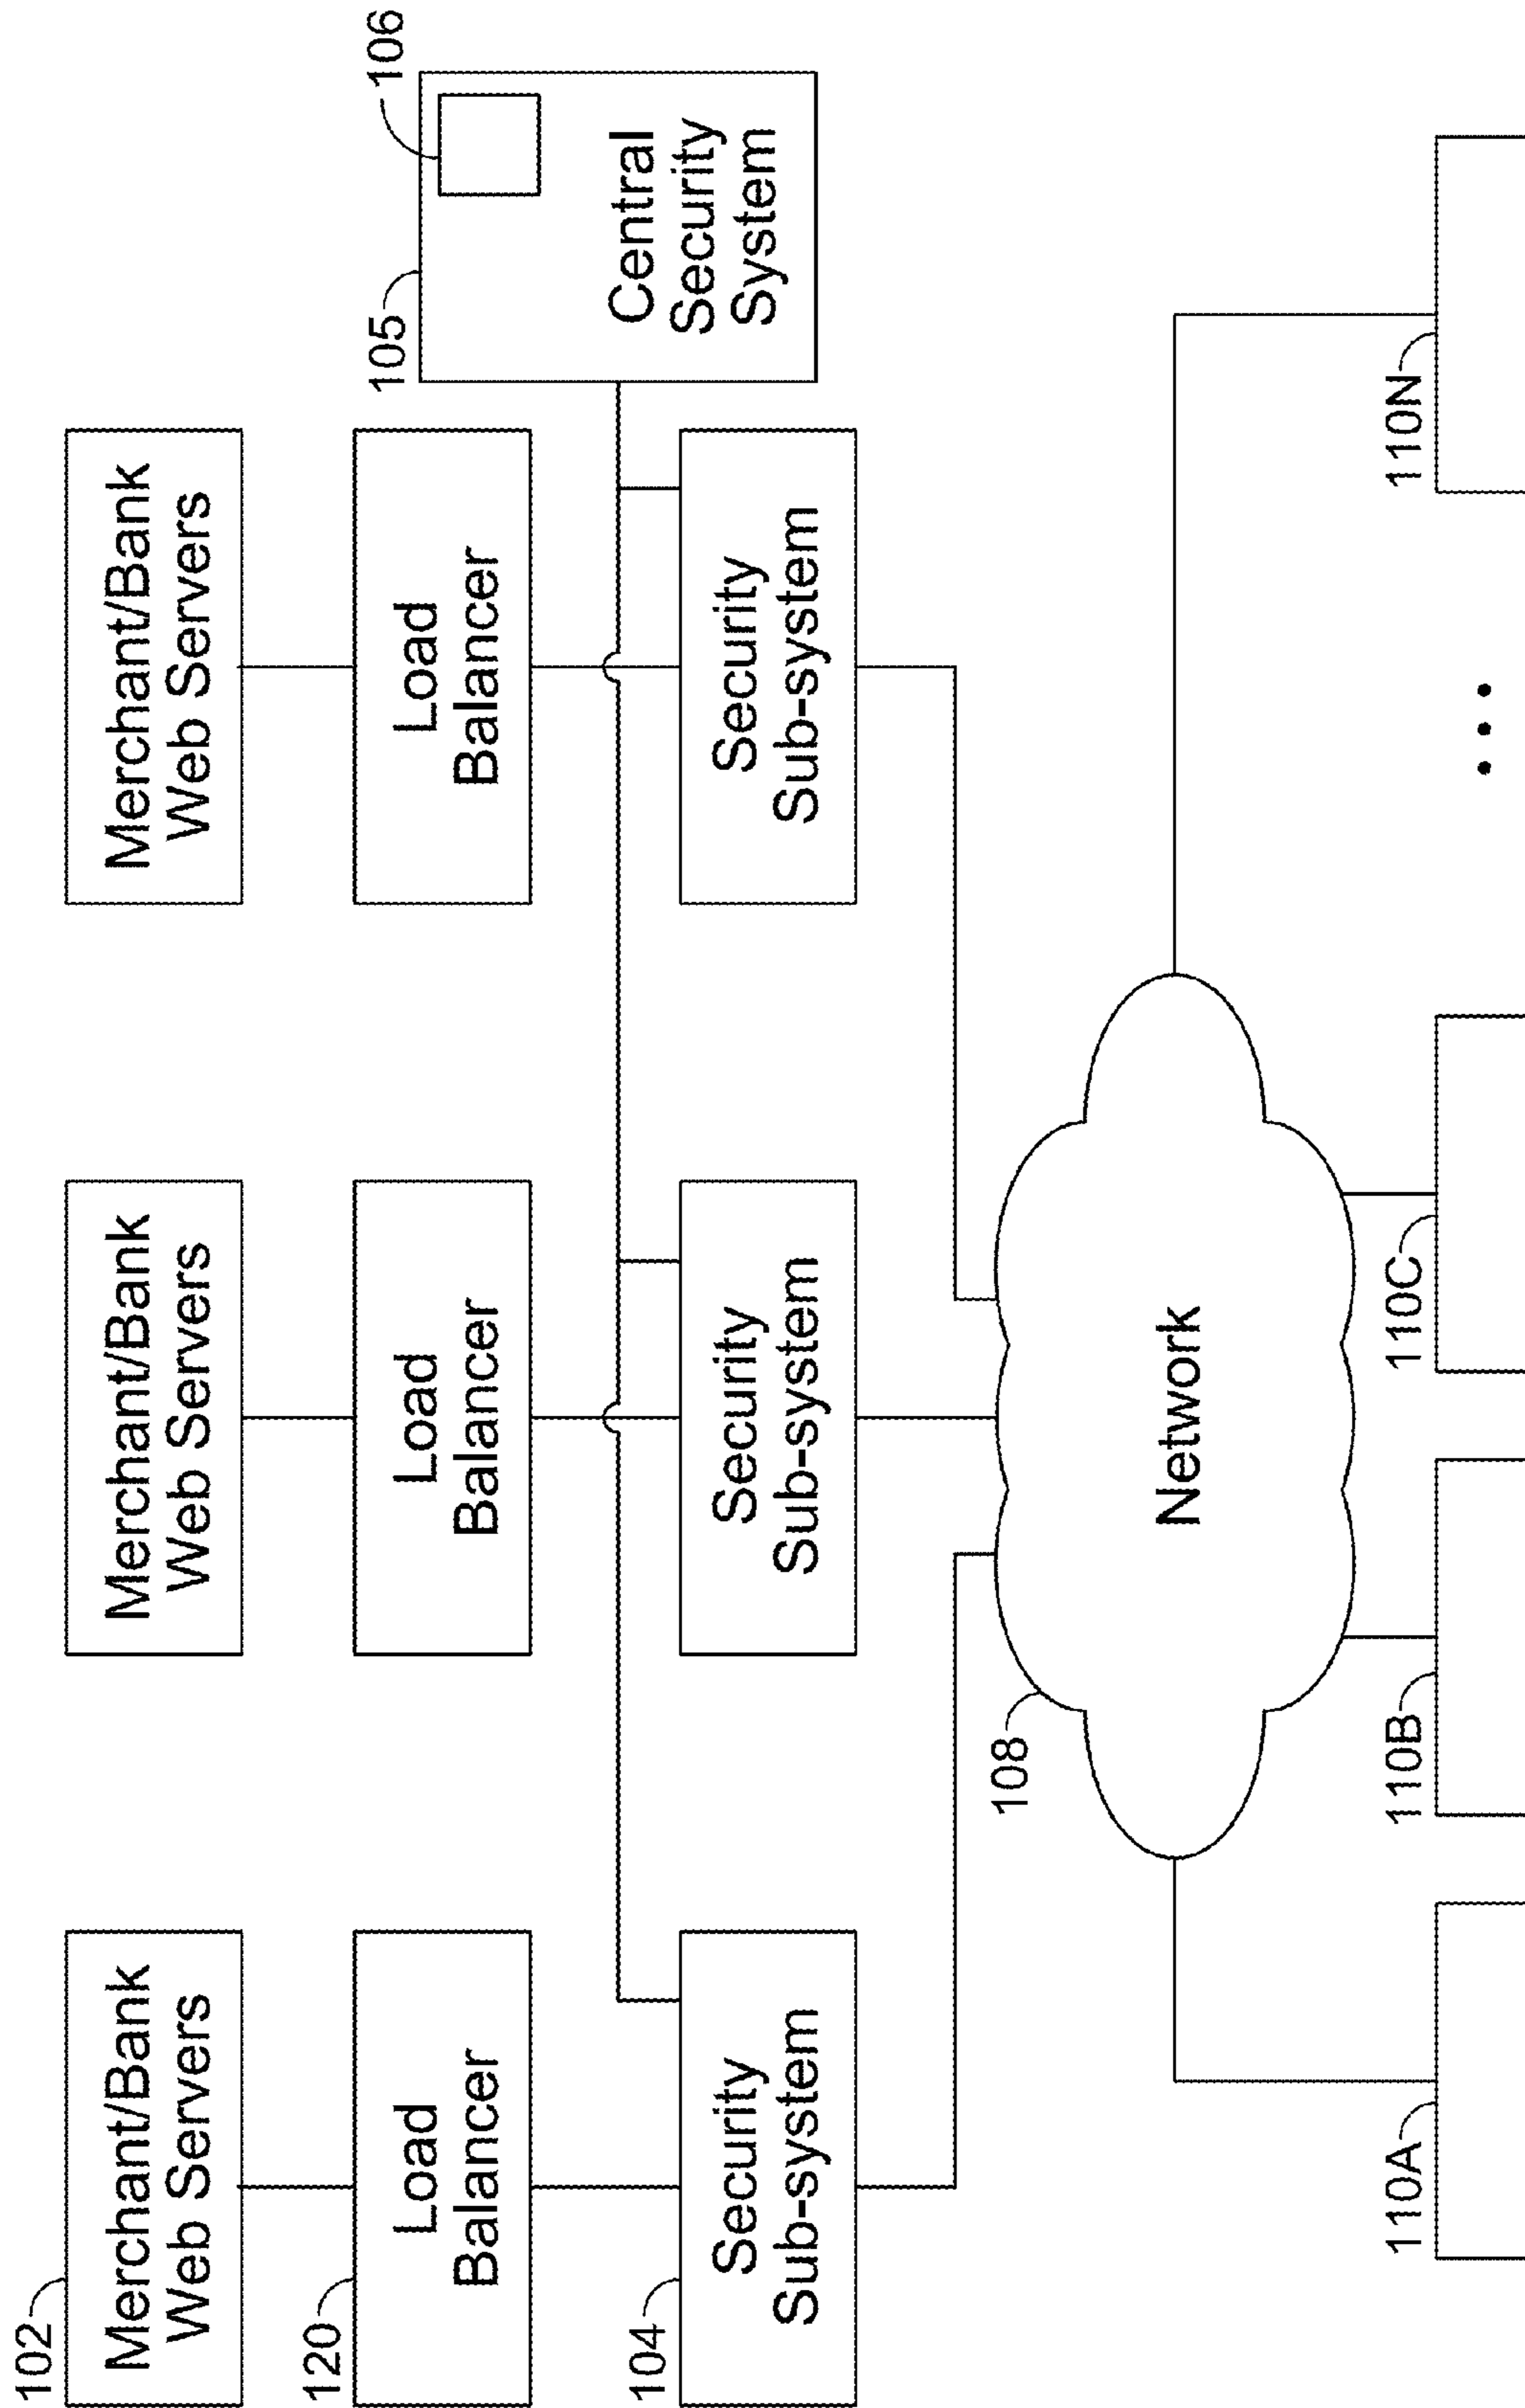 102
Merchant/Bank
Web Servers
Merchant/Bank
Web Servers
Merchant/Bank
Web Servers
120
Load
Balancer
Load
Balancer
Load
Balancer
105
106
Central
Security
System
104
Security
Sub-system
Security
Sub-system
Security
Sub-system
108
Network
110A
110B
110C
110N